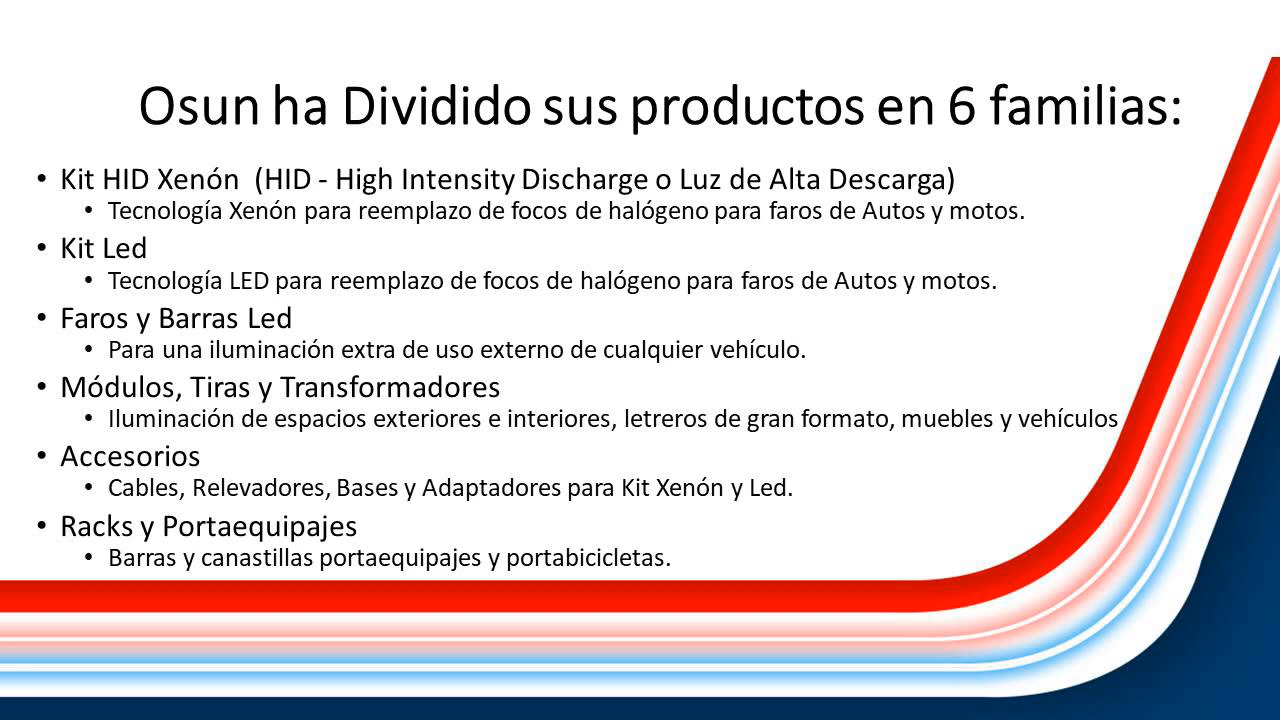 Osun ha Dividido sus productos en 6 familias:
• Kit HID Xenón (HID - High Intensity Discharge o Luz de Alta Descarga)
• Tecnología Xenón para reemplazo de focos de halógeno para faros de Autos y motos.
• Kit Led
• Tecnología LED para reemplazo de focos de halógeno para faros de Autos y motos.
• Faros y Barras Led
• Para una iluminación extra de uso externo de cualquier vehículo.
• Módulos, Tiras y Transformadores
• Iluminación de espacios exteriores e interiores, letreros de gran formato, muebles y vehículos
• Accesorios
• Cables, Relevadores, Bases y Adaptadores para Kit Xenón y Led.
• Racks y Portaequipajes
• Barras y canastillas portaequipajes y portabicicletas.